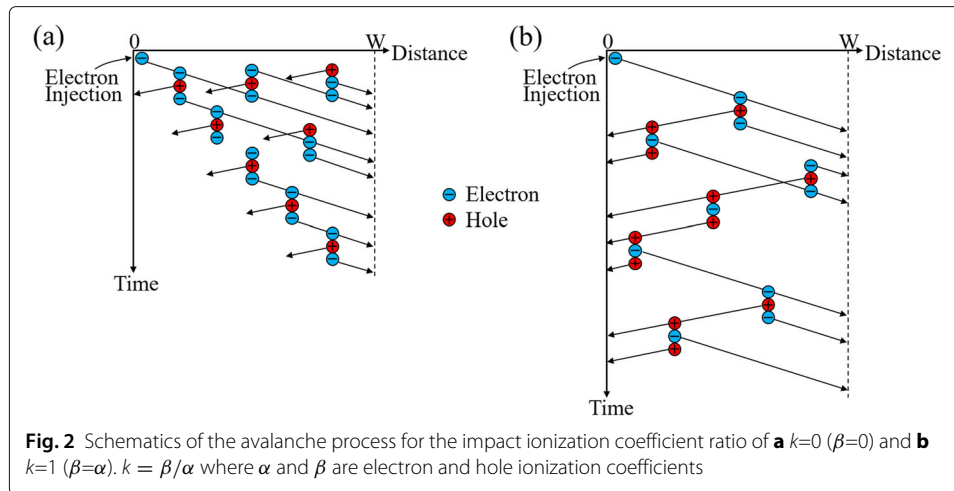 (a)
0
W
Distance
Electron
Injection
Time
Electron
Hole
(b)
0
W
Distance
Electron
Injection
Time
Fig. 2 Schematics of the avalanche process for the impact ionization coefficient ratio of a k=0 (β=0) and b
k=1 (β=α). k = β/α where α and β are electron and hole ionization coefficients